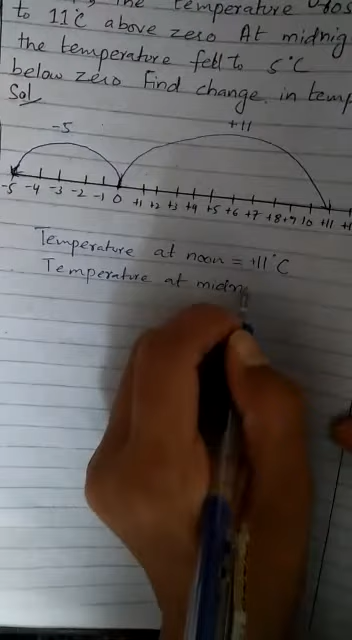 The temperature
to 11°C above zero At midnig
the temperature fell to 5°C
below zero Find change in temp
Sol
-5 +11
-5 -4 -3 -2 -1 0 +1 +2 +3 +4 +5 +6 +7 +8 +9 10 +11
Temperature at noon = +11°C
Temperature at midn